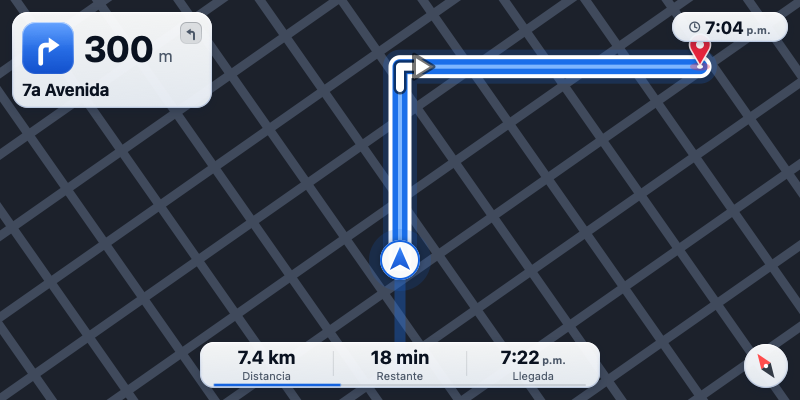 300 m
7a Avenida
7:04 p.m.
7.4 km
Distancia
18 min
Restante
7:22 p.m.
Llegada